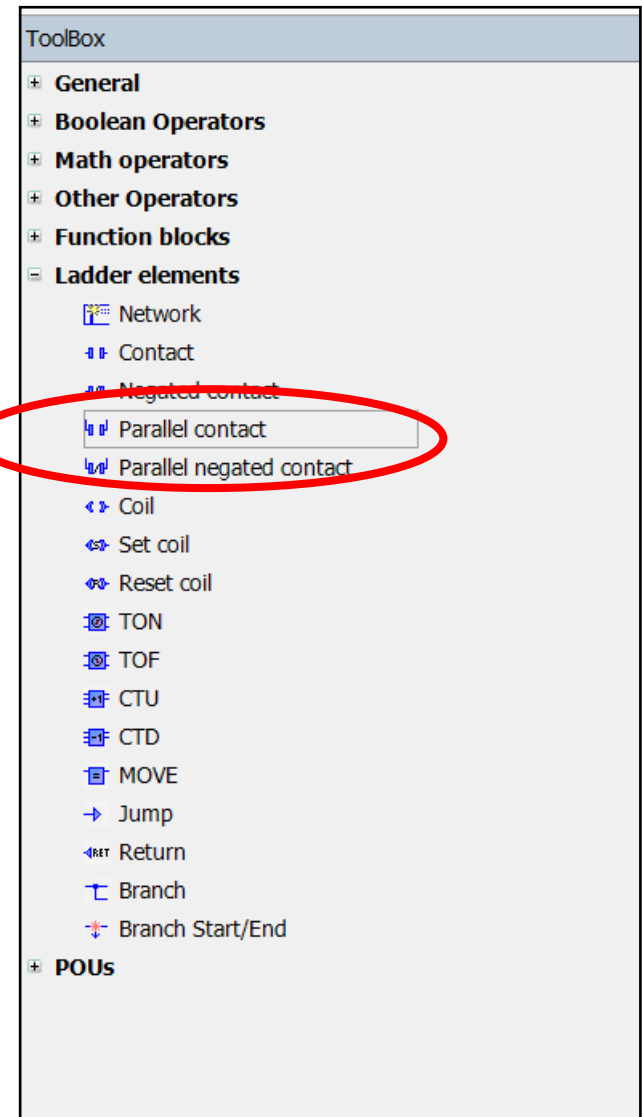 ToolBox
General
Boolean Operators
Math operators
Other Operators
Function blocks
Ladder elements
Network
Contact
Negated contact
Parallel contact
Parallel negated contact
Coil
Set coil
Reset coil
TON
TOF
CTU
CTD
MOVE
Jump
RET Return
Branch
Branch Start/End
POUs